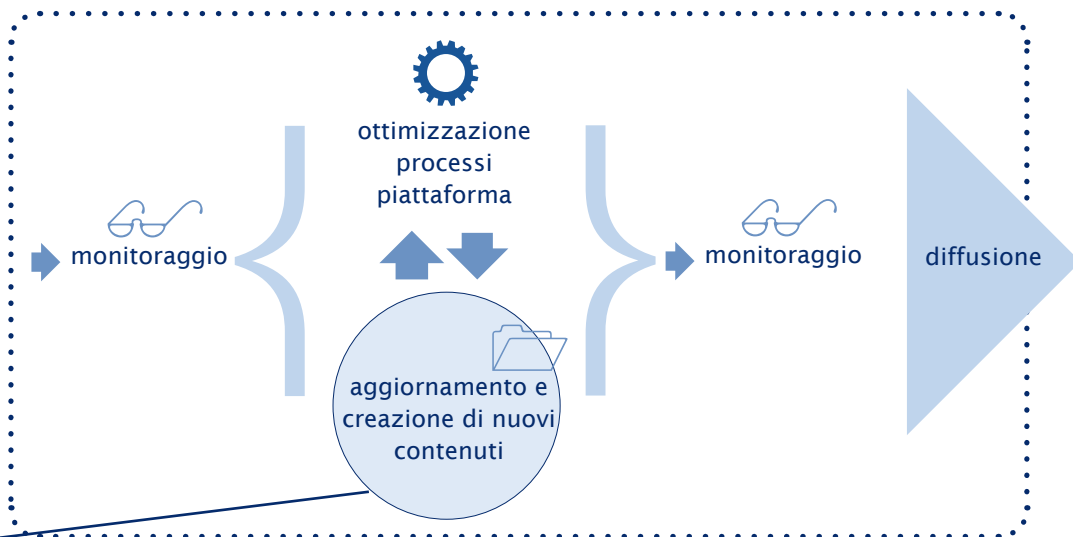 monitoraggio
ottimizzazione
processi
piattaforma
aggiornamento e
creazione di nuovi
contenuti
monitoraggio
diffusione